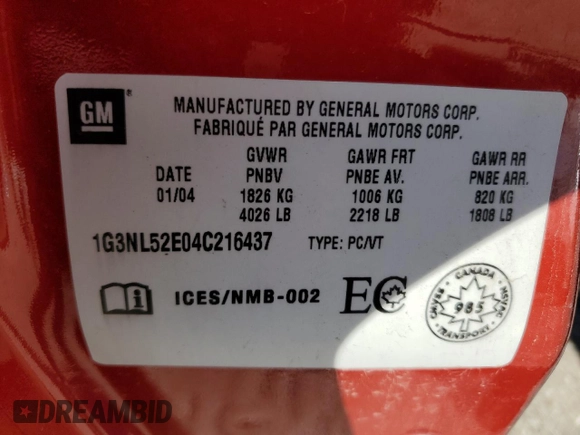 GM
MANUFACTURED BY GENERAL MOTORS CORP.
FABRIQUÉ PAR GENERAL MOTORS CORP.
GVWR GAWR FRT GAWR RR
DATE PNBV PNBE AV. PNBE ARR.
01/04 1826 KG 1006 KG 820 KG
4026 LB 2218 LB 1808 LB
1G3NL52E04C216437 TYPE: PC/VT
ICES/NMB-002 EC
CANADA
985
TRANSPORT
DREAMBID